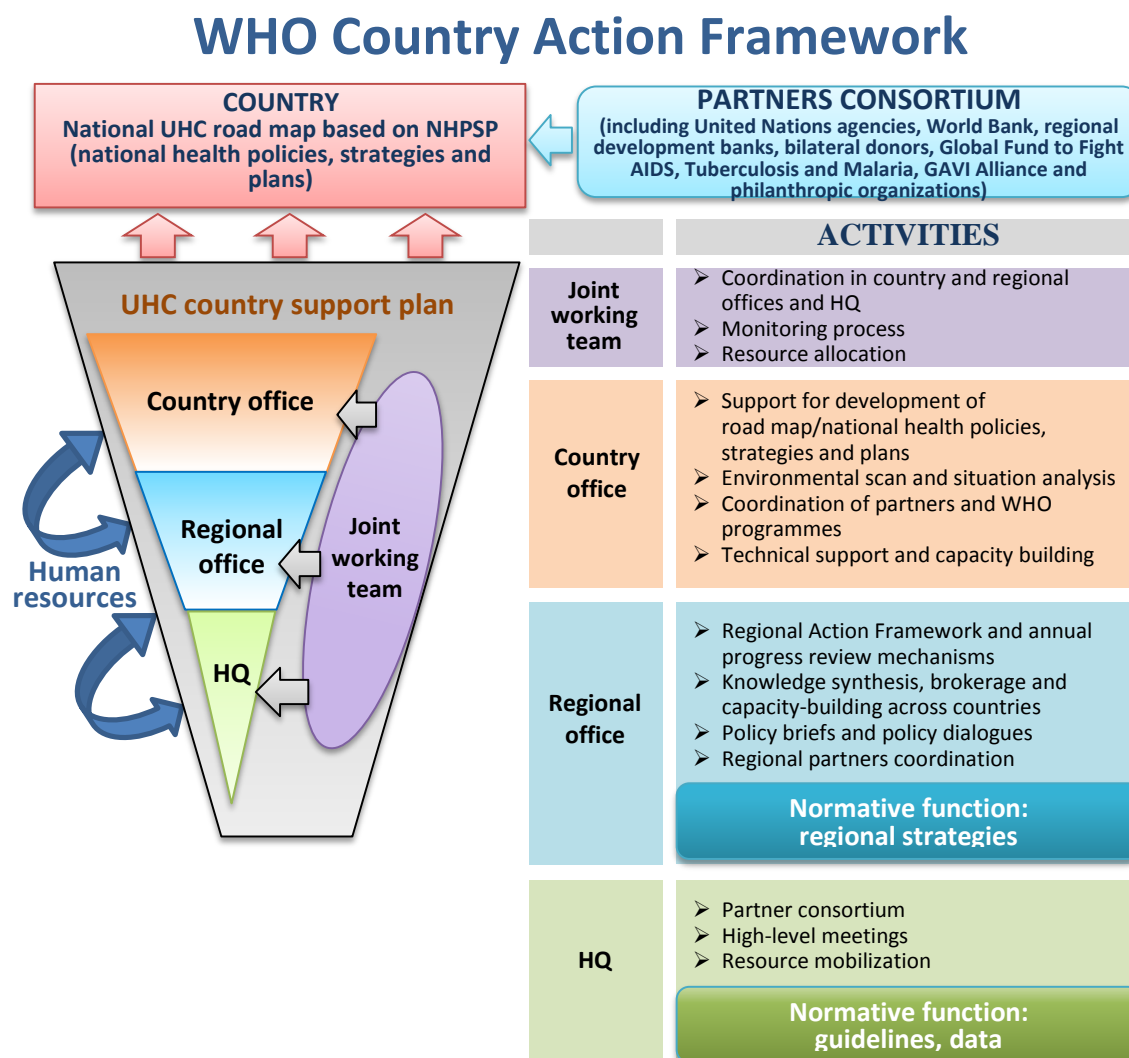 WHO Country Action Framework
COUNTRY
National UHC road map based on NHPSP
(national health policies, strategies and
plans)
PARTNERS CONSORTIUM
(including United Nations agencies, World Bank, regional
development banks, bilateral donors, Global Fund to Fight
AIDS, Tuberculosis and Malaria, GAVI Alliance and
philanthropic organizations)
UHC country support plan
Country office
Regional
office
HQ
Joint
working
team
Human
resources
ACTIVITIES
Joint
working
team
➢ Coordination in country and regional
offices and HQ
➢ Monitoring process
➢ Resource allocation
Country
office
➢ Support for development of
road map/national health policies,
strategies and plans
➢ Environmental scan and situation analysis
➢ Coordination of partners and WHO
programmes
➢ Technical support and capacity building
Regional
office
➢ Regional Action Framework and annual
progress review mechanisms
➢ Knowledge synthesis, brokerage and
capacity-building across countries
➢ Policy briefs and policy dialogues
➢ Regional partners coordination
Normative function:
regional strategies
HQ
➢ Partner consortium
➢ High-level meetings
➢ Resource mobilization
Normative function:
guidelines, data